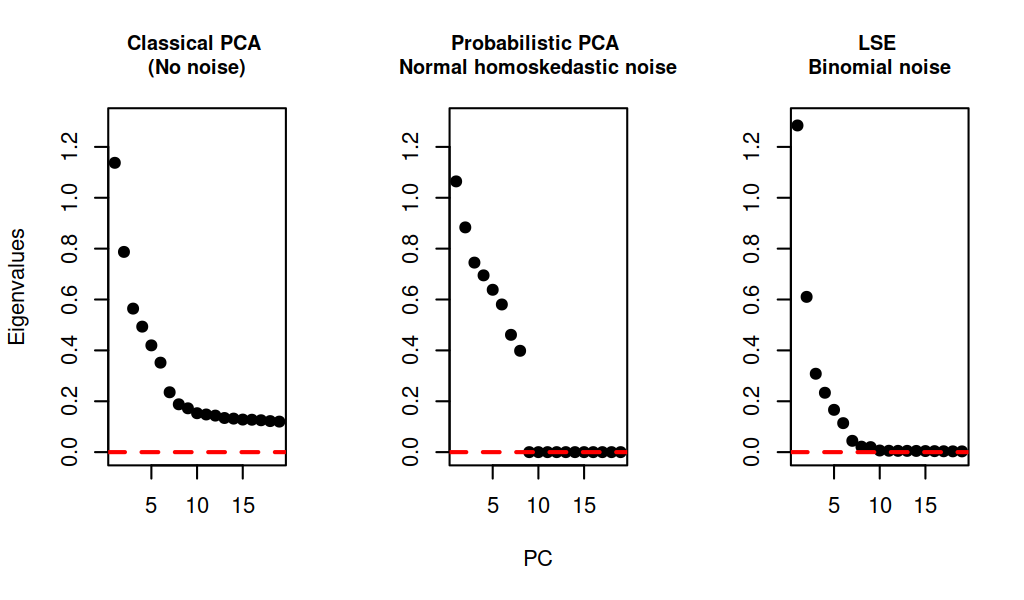 Classical PCA
(No noise)
Probabilistic PCA
Normal homoskedastic noise
LSE
Binomial noise
Eigenvalues
0.0 0.2 0.4 0.6 0.8 1.0 1.2
5 10 15
0.0 0.2 0.4 0.6 0.8 1.0 1.2
5 10 15
0.0 0.2 0.4 0.6 0.8 1.0 1.2
5 10 15
PC